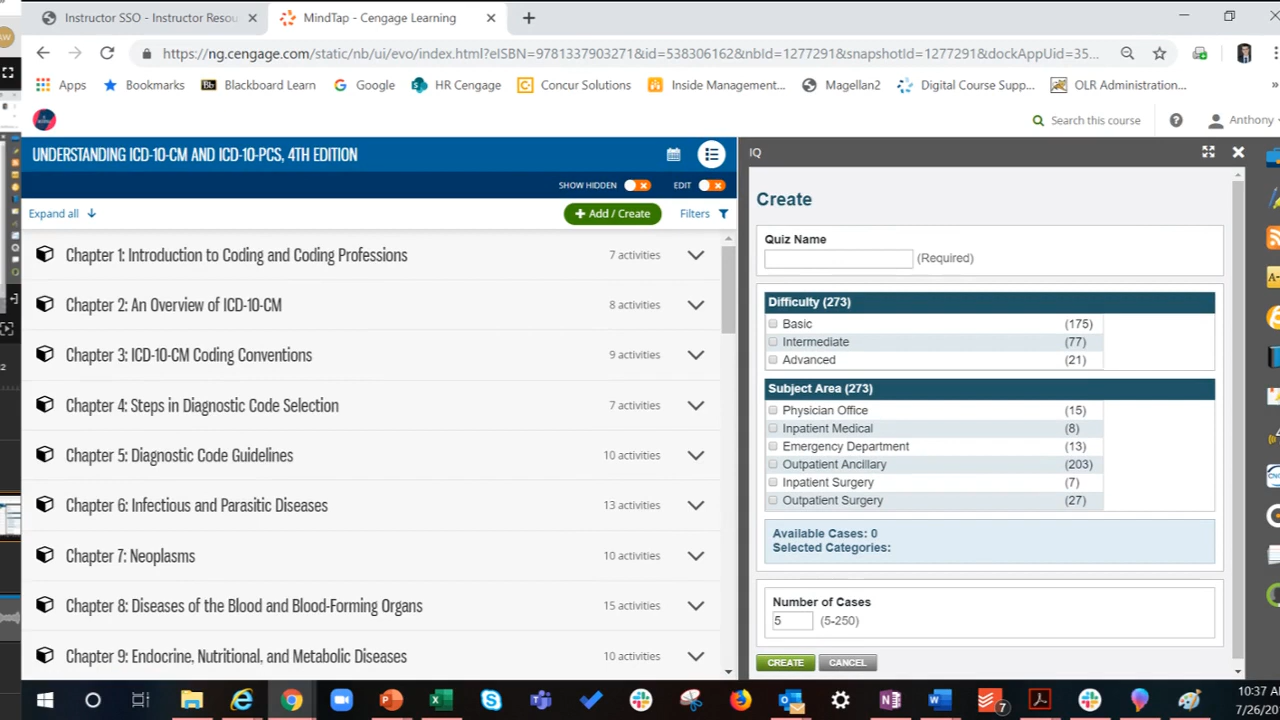 Instructor SSO - Instructor Resou
MindTap - Cengage Learning
https://ng.cengage.com/static/nb/ui/evo/index.html?eISBN=9781337903271&id=538306162&nbId=1277291&snapshotId=1277291&dockAppUid=35...
Apps Bookmarks Bb Blackboard Learn Google HR Cengage Concur Solutions Inside Management... Magellan2 Digital Course Supp... OLR Administration... »
Search this course Anthony
UNDERSTANDING ICD-10-CM AND ICD-10-PCS, 4TH EDITION
SHOW HIDDEN EDIT
Expand all + Add / Create Filters
Chapter 1: Introduction to Coding and Coding Professions 7 activities
Chapter 2: An Overview of ICD-10-CM 8 activities
Chapter 3: ICD-10-CM Coding Conventions 9 activities
Chapter 4: Steps in Diagnostic Code Selection 7 activities
Chapter 5: Diagnostic Code Guidelines 10 activities
Chapter 6: Infectious and Parasitic Diseases 13 activities
Chapter 7: Neoplasms 10 activities
Chapter 8: Diseases of the Blood and Blood-Forming Organs 15 activities
Chapter 9: Endocrine, Nutritional, and Metabolic Diseases 10 activities
IQ
Create
Quiz Name
(Required)
Difficulty (273)
Basic (175)
Intermediate (77)
Advanced (21)
Subject Area (273)
Physician Office (15)
Inpatient Medical (8)
Emergency Department (13)
Outpatient Ancillary (203)
Inpatient Surgery (7)
Outpatient Surgery (27)
Available Cases: 0
Selected Categories:
Number of Cases
5 (5-250)
CREATE CANCEL
7
10:37 A
7/26/20